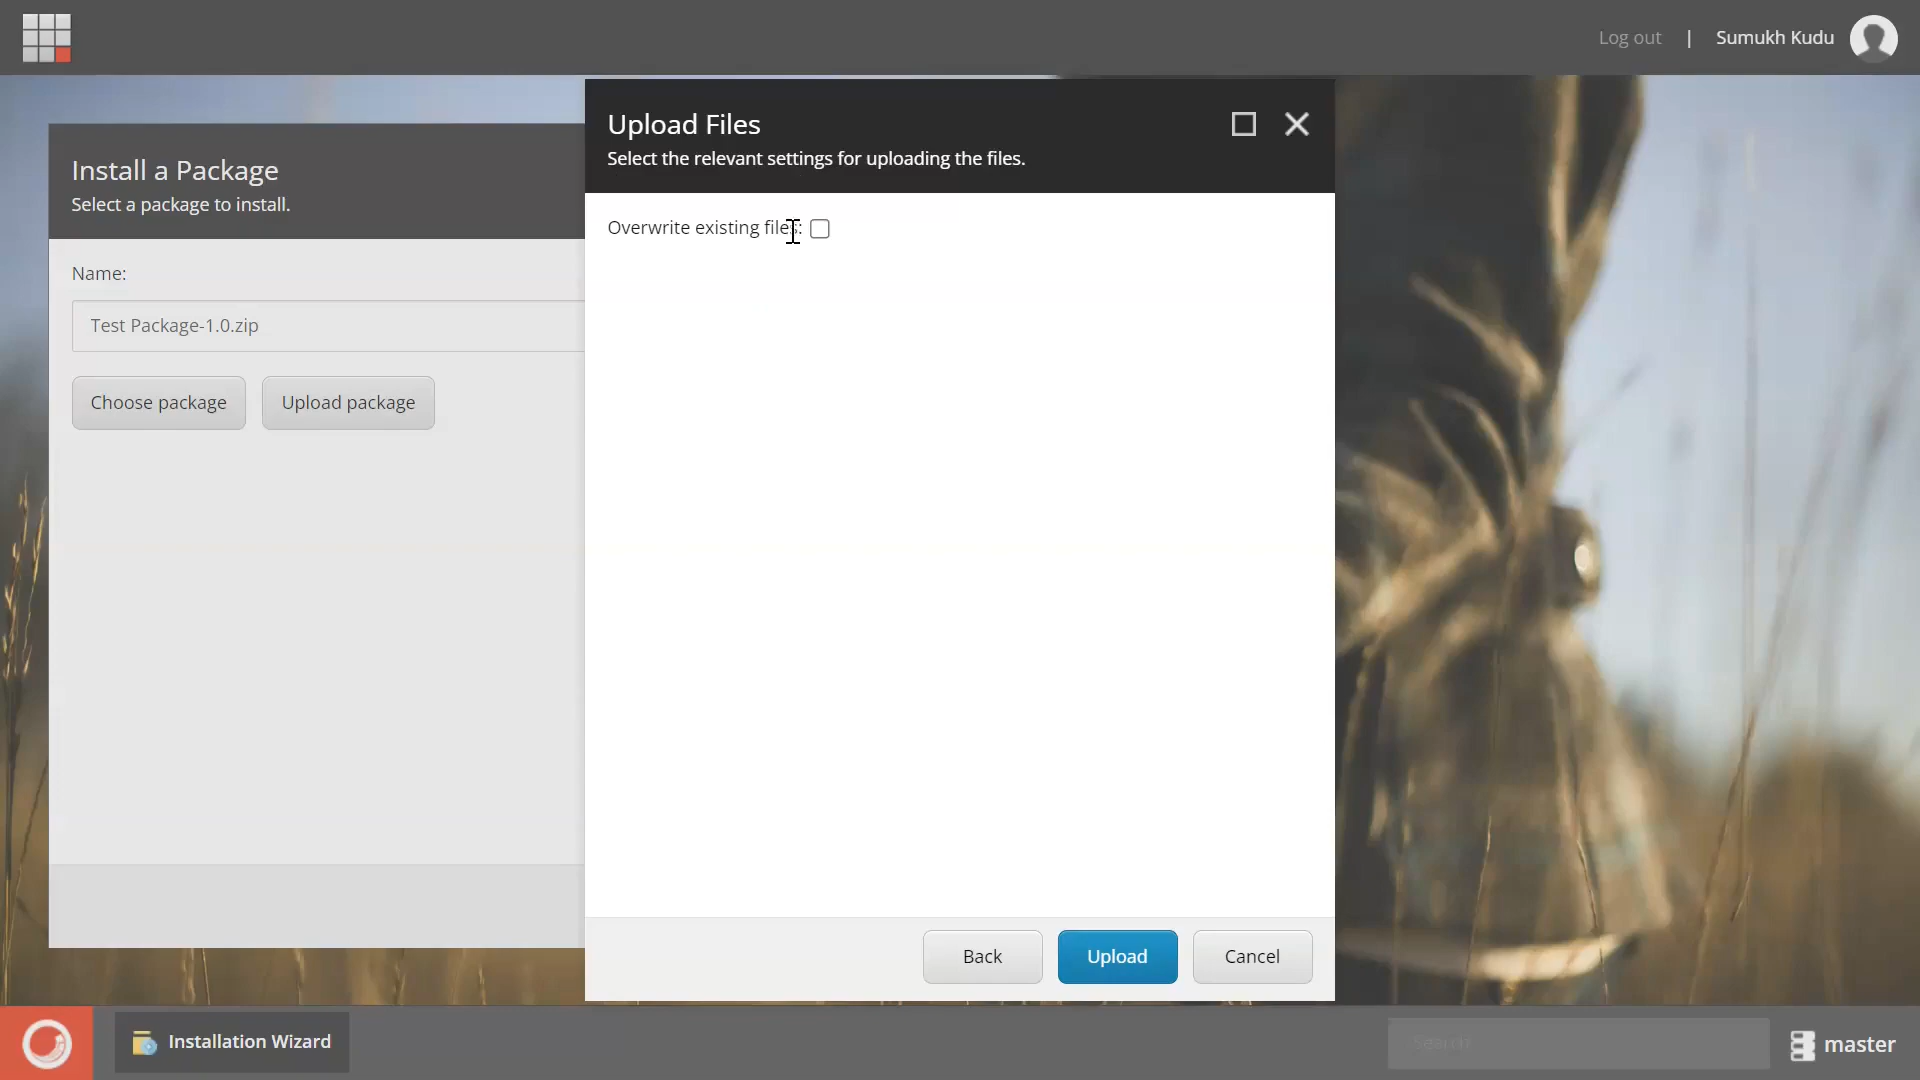 Log out | Sumukh Kudu
Upload Files
Select the relevant settings for uploading the files.
Install a Package
Select a package to install.
Overwrite existing files:
Name:
Test Package-1.0.zip
Choose package
Upload package
Back
Upload
Cancel
Installation Wizard
Search
master